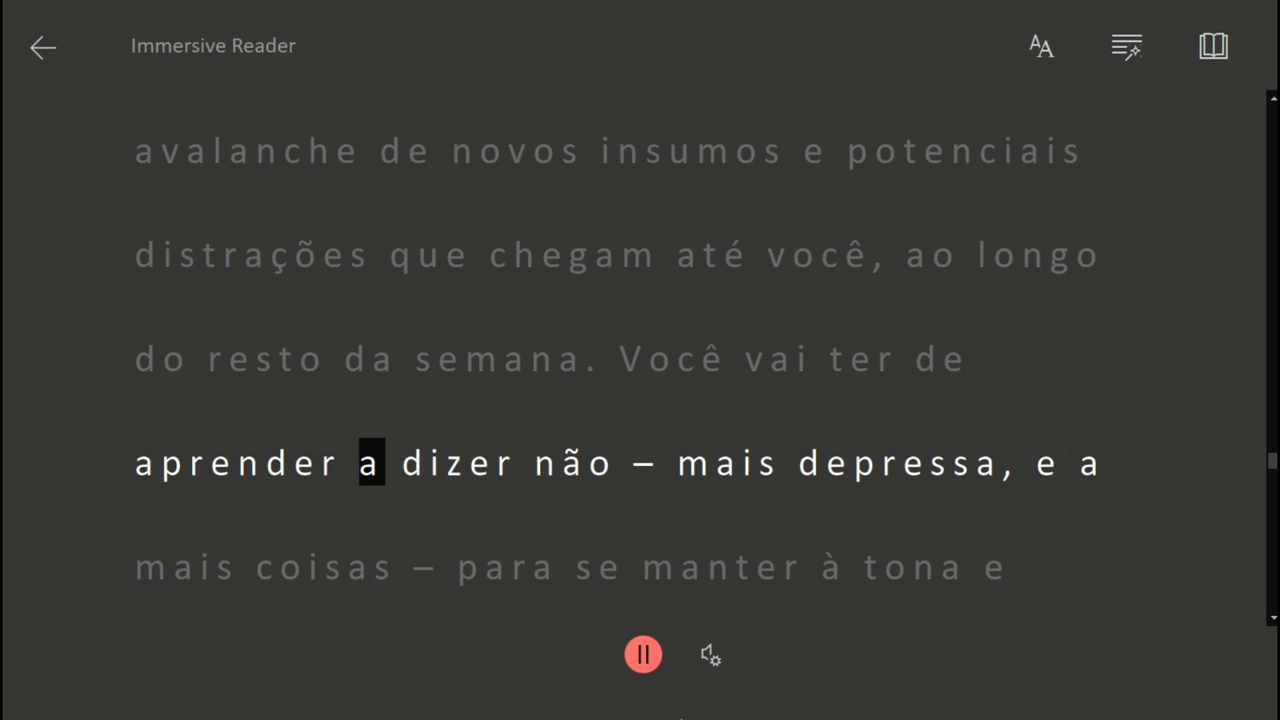 Immersive Reader
avalanche de novos insumos e potenciais
distrações que chegam até você, ao longo
do resto da semana. Você vai ter de
aprender a dizer não – mais depressa, e a
mais coisas – para se manter à tona e